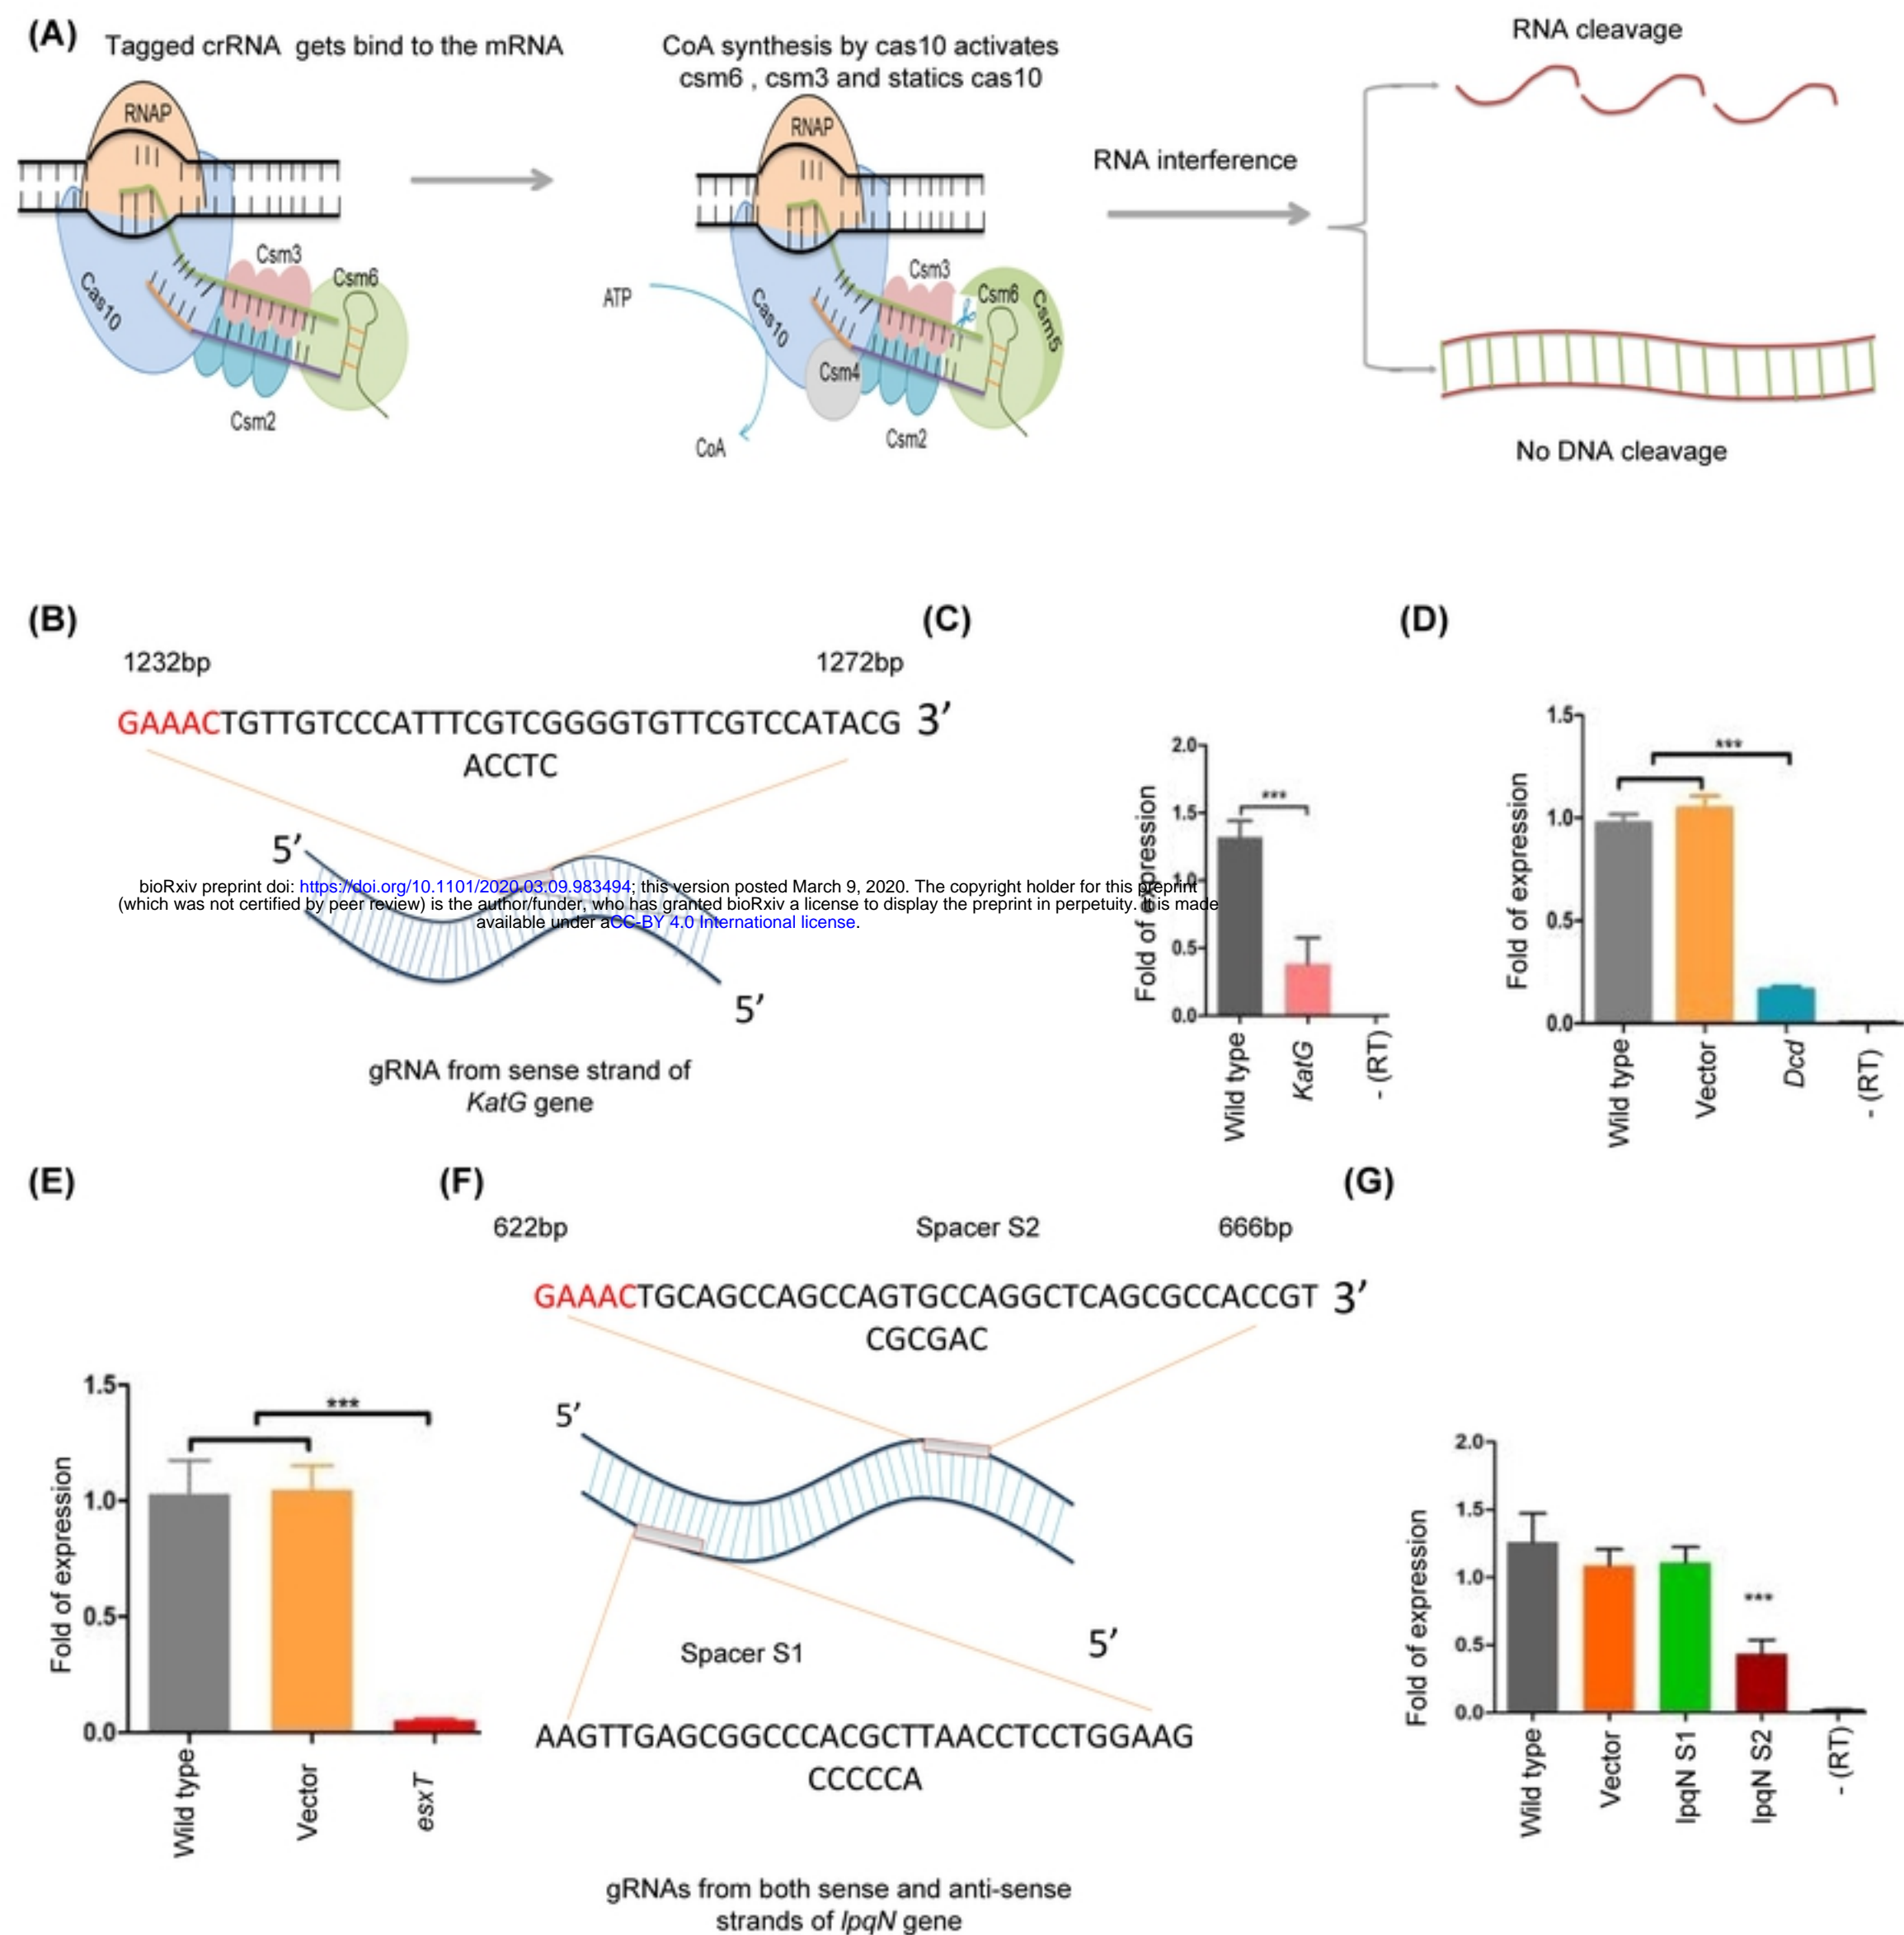 (A)
Tagged crRNA gets bind to the mRNA
CoA synthesis by cas10 activates
csm6 , csm3 and statics cas10
RNA cleavage
RNAP
Cas10
Csm3
Csm6
Csm2
RNAP
ATP
Cas10
Csm4
CoA
Csm3
Csm6
Csm5
Csm2
RNA interference
No DNA cleavage
(B)
1232bp
1272bp
GAAACTGTTGTCCCATTTCGTCGGGGTGTTCGTCCATACG 3’
ACCTC
5’
5’
gRNA from sense strand of
KatG gene
bioRxiv preprint doi: https://doi.org/10.1101/2020.03.09.983494; this version posted March 9, 2020. The copyright holder for this preprint
(which was not certified by peer review) is the author/funder, who has granted bioRxiv a license to display the preprint in perpetuity. It is made
available under aCC-BY 4.0 International license.
(C)
Fold of expression
2.0
1.5
1.0
0.5
0.0
***
Wild type
KatG
- (RT)
(D)
Fold of expression
1.5
1.0
0.5
0.0
***
Wild type
Vector
Dcd
- (RT)
(E)
Fold of expression
1.5
1.0
0.5
0.0
***
Wild type
Vector
esxT
(F)
622bp
Spacer S2
666bp
GAAACTGCAGCCAGCCAGTGCCAGGCTCAGCGCCACCGT 3’
CGCGAC
5’
5’
Spacer S1
AAGTTGAGCGGCCCACGCTTAACCTCCTGGAAG
CCCCCA
gRNAs from both sense and anti-sense
strands of lpqN gene
(G)
Fold of expression
2.0
1.5
1.0
0.5
0.0
***
Wild type
Vector
lpqN S1
lpqN S2
- (RT)